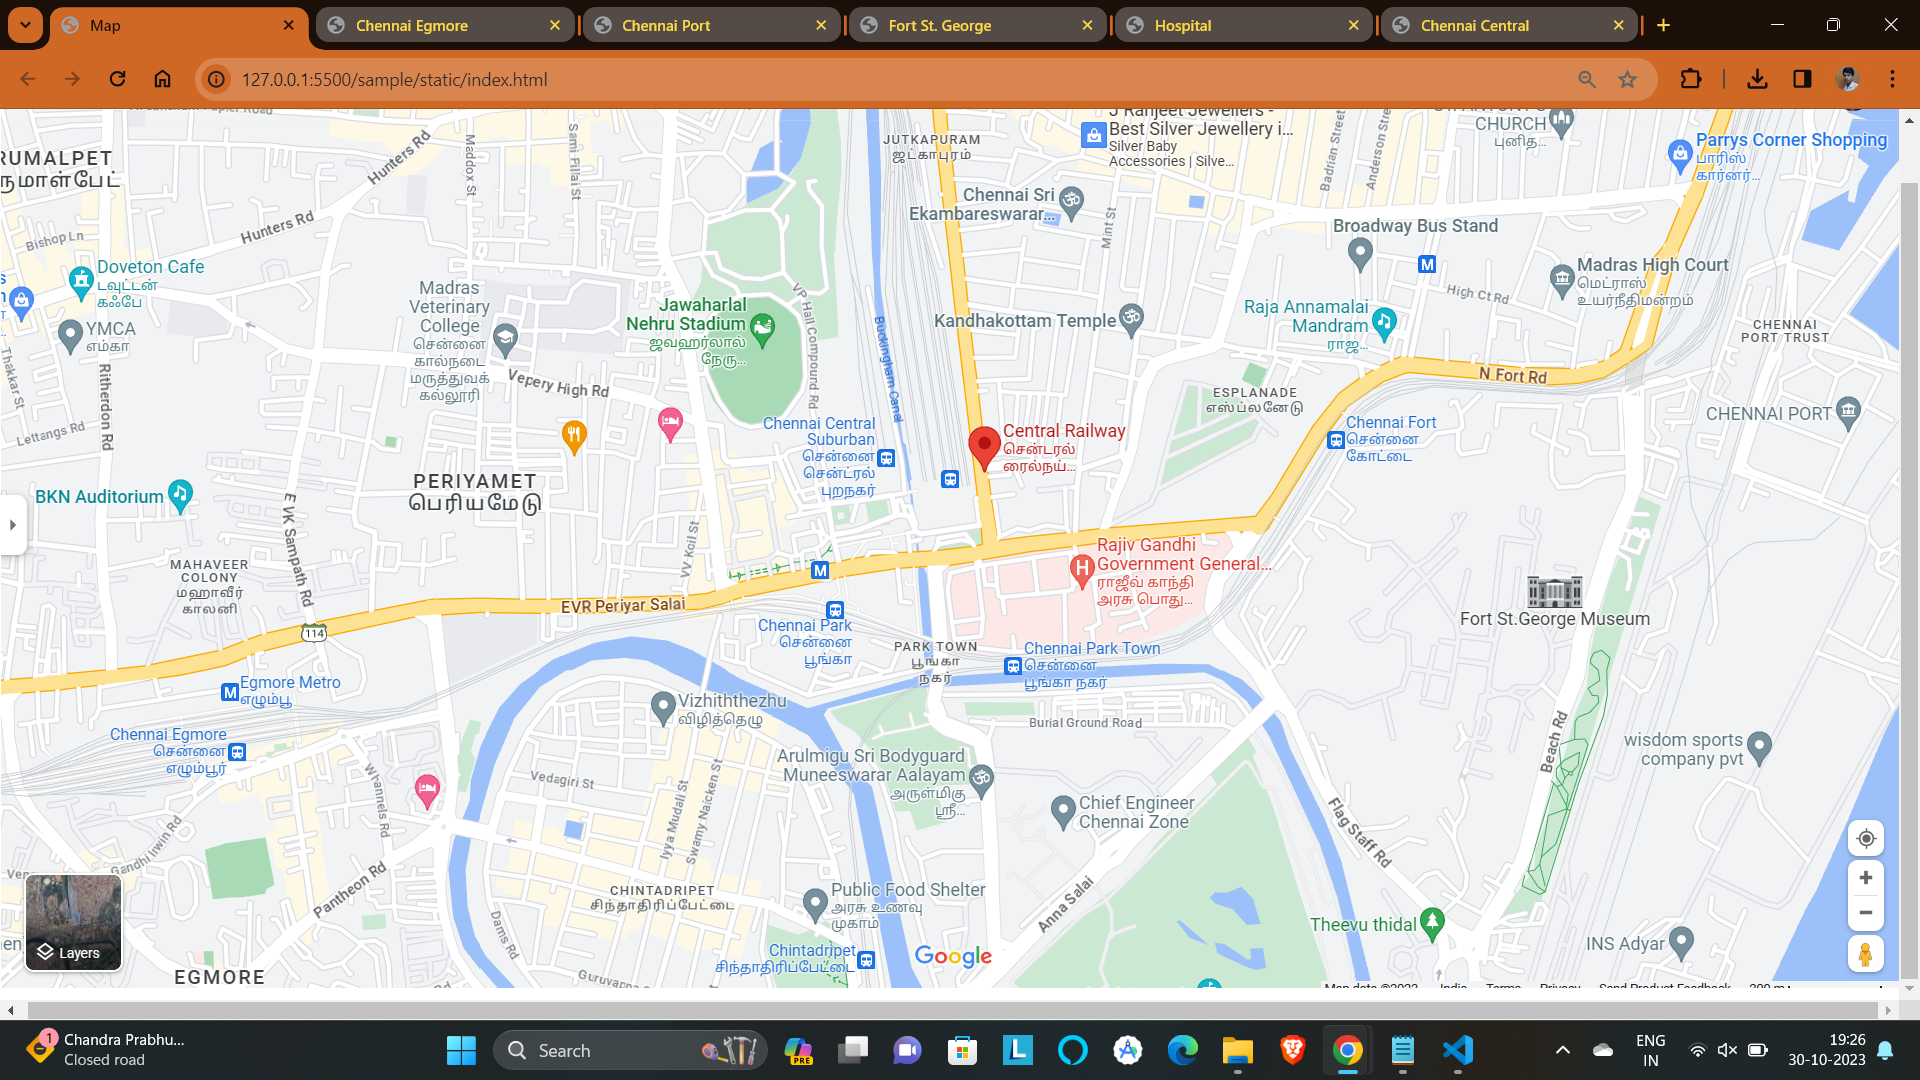 Map
Chennai Egmore
Chennai Port
Fort St. George
Hospital
Chennai Central
127.0.0.1:5500/sample/static/index.html
JUTKAPURAM
ஜட்காபுரம்
J Ranjeet Jewellers -
Best Silver Jewellery i...
Silver Baby
Accessories | Silve...
CHURCH
புனித...
Parrys Corner Shopping
பாரிஸ்
கார்னர்...
RUMALPET
Hunters Rd
Maddox St
Sami Pillai St
Badrian Street
Anderson Stre
Chennai Sri
Ekambareswarar...
Mint St
Broadway Bus Stand
Hunters Rd
Bishop Ln
Doveton Cafe
டவுட்டன்
கஃபே
YMCA
எம்கா
Madras
Veterinary
College
சென்னை
கால்நடை
மருத்துவக்
கல்லூரி
Jawaharlal
Nehru Stadium
ஜவஹர்லால்
நேரு...
VP Hall Compound Rd
Buckingham Canal
Kandhakottam Temple
Raja Annamalai
Mandram
ராஜ...
High Ct Rd
Madras High Court
மெட்ராஸ்
உயர்நீதிமன்றம்
CHENNAI
PORT TRUST
Thakkar St
Ritherdon Rd
Vepery High Rd
N Fort Rd
ESPLANADE
எஸ்பலனேடு
CHENNAI PORT
Lettangs Rd
Chennai Central
Suburban
சென்னை
சென்ட்ரல்
புறநகர்
Central Railway
சென்டரல்
ரைல்நய்...
Chennai Fort
சென்னை
கோட்டை
PERIYAMET
பெரியமேடு
BKN Auditorium
E VK Sampath Rd
VV Koil St
MAHAVEER
COLONY
மஹாவீர்
காலனி
Rajiv Gandhi
Government General...
ராஜீவ் காந்தி
அரசு பொது...
EVR Periyar Salai
114
Fort St.George Museum
Chennai Park
சென்னை
பூங்கா
PARK TOWN
பூங்கா
நகர்
Chennai Park Town
சென்னை
பூங்கா நகர்
Egmore Metro
எழும்பூ
Vizhiththezhu
விழித்தெழு
Burial Ground Road
Chennai Egmore
சென்னை
எழும்பூர்
Beach Rd
wisdom sports
company pvt
Arulmigu Sri Bodyguard
Muneeswarar Aalayam
அருள்மிகு
ஸ்ரீ...
Vedagiri St
Whannels Rd
Iyya Mudali St
Swamy Naicken St
Chief Engineer
Chennai Zone
Flag Staff Rd
Gandhi Irwin Rd
Pantheon Rd
CHINTADRIPET
சிந்தாதிரிப்பேட்டை
Public Food Shelter
அரசு உணவு
முகாம்
Anna Salai
Theevu thidal
INS Adyar
Dams Rd
Chintadripet
சிந்தாதிரிப்பேட்டை
Google
Layers
EGMORE
Guruvappa
Map data ©2023 India Terms Privacy Send Product Feedback 200 m
1
Chandra Prabhu...
Closed road
Search
PRE
ENG
IN
19:26
30-10-2023